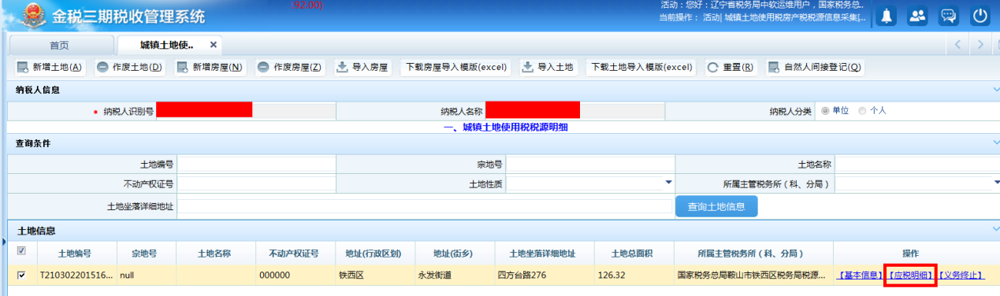 (92.00)
活动：您好：辽宁省税务局中软运维用户，国家税务总..
金税三期税收管理系统
当前操作： 活动| 城镇土地使用税房产税税源信息采集[...
首页 城镇土地使.. ×
新增土地(A) 作废土地(D) 新增房屋(N) 作废房屋(Z) 导入房屋 下载房屋导入模版(excel) 导入土地 下载土地导入模版(excel) 重置(R) 自然人间接登记(Q)
纳税人信息
* 纳税人识别号 纳税人名称 纳税人分类 单位 个人
一、城镇土地使用税税源明细
查询条件
土地编号 宗地号 土地名称
不动产权证号 土地性质 所属主管税务所（科、分局）
土地坐落详细地址 查询土地信息
土地信息
土地编号 宗地号 土地名称 不动产权证号 地址(行政区划) 地址(街乡) 土地坐落详细地址 土地总面积 所属主管税务所（科、分局） 操作
T210302201516... null 000000 铁西区 永发街道 四方台路276 126.32 国家税务总局鞍山市铁西区税务局税源... 【基本信息】 【应税明细】 【义务终止】